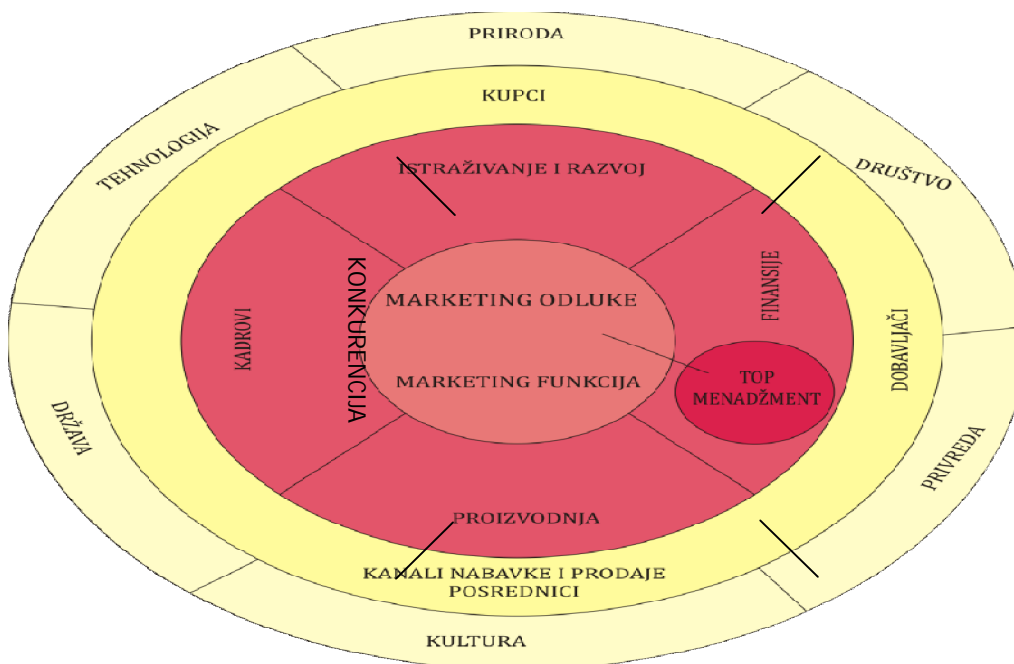 PRIRODA
KUPCI
TEHNOLOGIJA
ISTRAŽIVANJE I RAZVOJ
DRUŠTVO
KONKURENCIJA
FINANSIJE
MARKETING ODLUKE
KADROVI
DOBAVLJAČI
MARKETING FUNKCIJA
TOP
MENADŽMENT
DRŽAVA
PRIVREDA
PROIZVODNJA
KANALI NABAVKE I PRODAJE
POSREDNICI
KULTURA